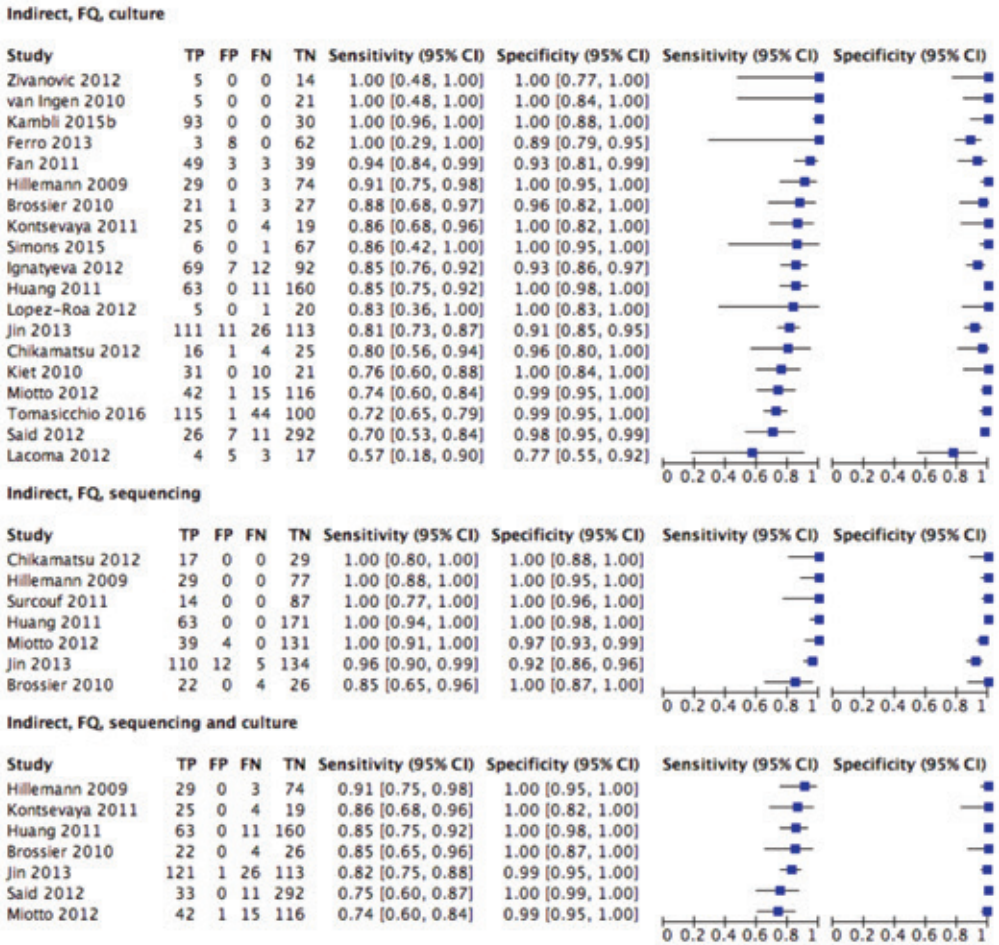 Indirect, FQ, culture
Study TP FP FN TN Sensitivity (95% CI) Specificity (95% CI) Sensitivity (95% CI) Specificity (95% CI)
Zivanovic 2012 5 0 0 14 1.00 [0.48, 1.00] 1.00 [0.77, 1.00]
van Ingen 2010 5 0 0 21 1.00 [0.48, 1.00] 1.00 [0.84, 1.00]
Kambli 2015b 93 0 0 30 1.00 [0.96, 1.00] 1.00 [0.88, 1.00]
Ferro 2013 3 8 0 62 1.00 [0.29, 1.00] 0.89 [0.79, 0.95]
Fan 2011 49 3 3 39 0.94 [0.84, 0.99] 0.93 [0.81, 0.99]
Hillemann 2009 29 0 3 74 0.91 [0.75, 0.98] 1.00 [0.95, 1.00]
Brossier 2010 21 1 3 27 0.88 [0.68, 0.97] 0.96 [0.82, 1.00]
Kontsevaya 2011 25 0 4 19 0.86 [0.68, 0.96] 1.00 [0.82, 1.00]
Simons 2015 6 0 1 67 0.86 [0.42, 1.00] 1.00 [0.95, 1.00]
Ignatyeva 2012 69 7 12 92 0.85 [0.76, 0.92] 0.93 [0.86, 0.97]
Huang 2011 63 0 11 160 0.85 [0.75, 0.92] 1.00 [0.98, 1.00]
Lopez-Roa 2012 5 0 1 20 0.83 [0.36, 1.00] 1.00 [0.83, 1.00]
Jin 2013 111 11 26 113 0.81 [0.73, 0.87] 0.91 [0.85, 0.95]
Chikamatsu 2012 16 1 4 25 0.80 [0.56, 0.94] 0.96 [0.80, 1.00]
Kiet 2010 31 0 10 21 0.76 [0.60, 0.88] 1.00 [0.84, 1.00]
Miotto 2012 42 1 15 116 0.74 [0.60, 0.84] 0.99 [0.95, 1.00]
Tomasicchio 2016 115 1 44 100 0.72 [0.65, 0.79] 0.99 [0.95, 1.00]
Said 2012 26 7 11 292 0.70 [0.53, 0.84] 0.98 [0.95, 0.99]
Lacoma 2012 4 5 3 17 0.57 [0.18, 0.90] 0.77 [0.55, 0.92]
0 0.2 0.4 0.6 0.8 1 0 0.2 0.4 0.6 0.8 1
Indirect, FQ, sequencing
Study TP FP FN TN Sensitivity (95% CI) Specificity (95% CI) Sensitivity (95% CI) Specificity (95% CI)
Chikamatsu 2012 17 0 0 29 1.00 [0.80, 1.00] 1.00 [0.88, 1.00]
Hillemann 2009 29 0 0 77 1.00 [0.88, 1.00] 1.00 [0.95, 1.00]
Surcouf 2011 14 0 0 87 1.00 [0.77, 1.00] 1.00 [0.96, 1.00]
Huang 2011 63 0 0 171 1.00 [0.94, 1.00] 1.00 [0.98, 1.00]
Miotto 2012 39 4 0 131 1.00 [0.91, 1.00] 0.97 [0.93, 0.99]
Jin 2013 110 12 5 134 0.96 [0.90, 0.99] 0.92 [0.86, 0.96]
Brossier 2010 22 0 4 26 0.85 [0.65, 0.96] 1.00 [0.87, 1.00]
0 0.2 0.4 0.6 0.8 1 0 0.2 0.4 0.6 0.8 1
Indirect, FQ, sequencing and culture
Study TP FP FN TN Sensitivity (95% CI) Specificity (95% CI) Sensitivity (95% CI) Specificity (95% CI)
Hillemann 2009 29 0 3 74 0.91 [0.75, 0.98] 1.00 [0.95, 1.00]
Kontsevaya 2011 25 0 4 19 0.86 [0.68, 0.96] 1.00 [0.82, 1.00]
Huang 2011 63 0 11 160 0.85 [0.75, 0.92] 1.00 [0.98, 1.00]
Brossier 2010 22 0 4 26 0.85 [0.65, 0.96] 1.00 [0.87, 1.00]
Jin 2013 121 1 26 113 0.82 [0.75, 0.88] 0.99 [0.95, 1.00]
Said 2012 33 0 11 292 0.75 [0.60, 0.87] 1.00 [0.99, 1.00]
Miotto 2012 42 1 15 116 0.74 [0.60, 0.84] 0.99 [0.95, 1.00]
0 0.2 0.4 0.6 0.8 1 0 0.2 0.4 0.6 0.8 1